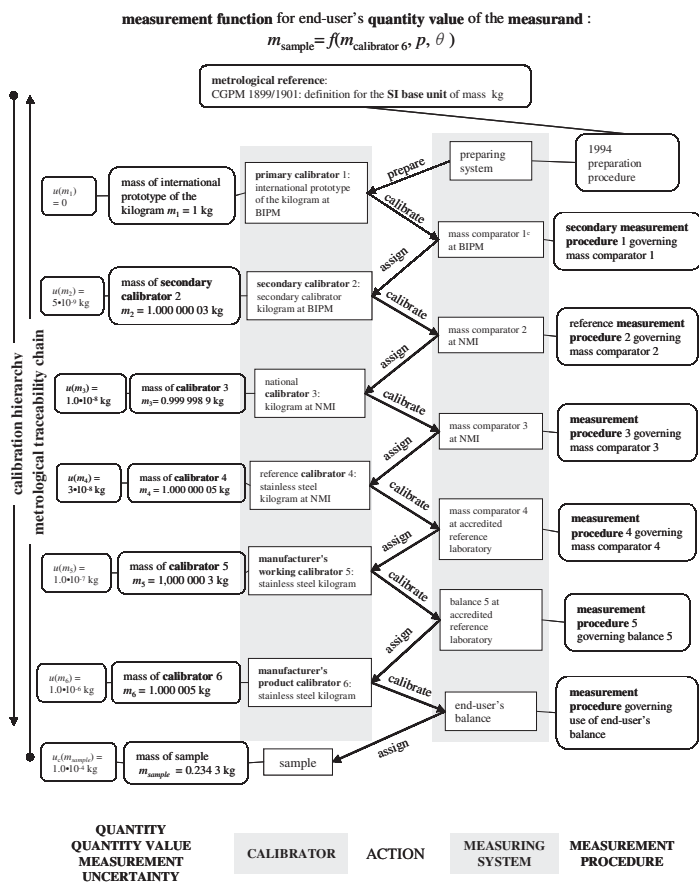 measurement function for end-user's quantity value of the measurand :
m_sample = f(m_calibrator 6, p, θ )
metrological reference:
CGPM 1899/1901: definition for the SI base unit of mass kg
calibration hierarchy
metrological traceability chain
preparing
system
1994
preparation
procedure
prepare
u(m₁)
= 0
mass of international
prototype of the
kilogram m₁ = 1 kg
primary calibrator 1:
international prototype
of the kilogram at
BIPM
calibrate
mass comparator 1ᶜ
at BIPM
secondary measurement
procedure 1 governing
mass comparator 1
assign
u(m₂) =
5•10⁻⁹ kg
mass of secondary
calibrator 2
m₂ = 1.000 000 03 kg
secondary calibrator 2:
secondary calibrator
kilogram at BIPM
calibrate
mass comparator 2
at NMI
reference measurement
procedure 2 governing
mass comparator 2
assign
u(m₃) =
1.0•10⁻⁸ kg
mass of calibrator 3
m₃= 0.999 998 9 kg
national
calibrator 3:
kilogram at NMI
calibrate
mass comparator 3
at NMI
measurement
procedure 3 governing
mass comparator 3
assign
u(m₄) =
3•10⁻⁸ kg
mass of calibrator 4
m₄ = 1.000 000 05 kg
reference calibrator 4:
stainless steel
kilogram at NMI
calibrate
mass comparator 4
at accredited
reference
laboratory
measurement
procedure 4 governing
mass comparator 4
assign
u(m₅) =
1.0•10⁻⁷ kg
mass of calibrator 5
m₅ = 1,000 000 3 kg
manufacturer's
working calibrator 5:
stainless steel kilogram
calibrate
balance 5 at
accredited
reference
laboratory
measurement
procedure 5
governing balance 5
assign
u(m₆) =
1.0•10⁻⁶ kg
mass of calibrator 6
m₆ = 1.000 005 kg
manufacturer's
product calibrator 6:
stainless steel kilogram
calibrate
end-user's
balance
measurement
procedure governing
use of end-user's
balance
assign
u_c(m_sample) =
1.0•10⁻⁴ kg
mass of sample
m_sample = 0.234 3 kg
sample
QUANTITY
QUANTITY VALUE
MEASUREMENT
UNCERTAINTY
CALIBRATOR
ACTION
MEASURING
SYSTEM
MEASUREMENT
PROCEDURE